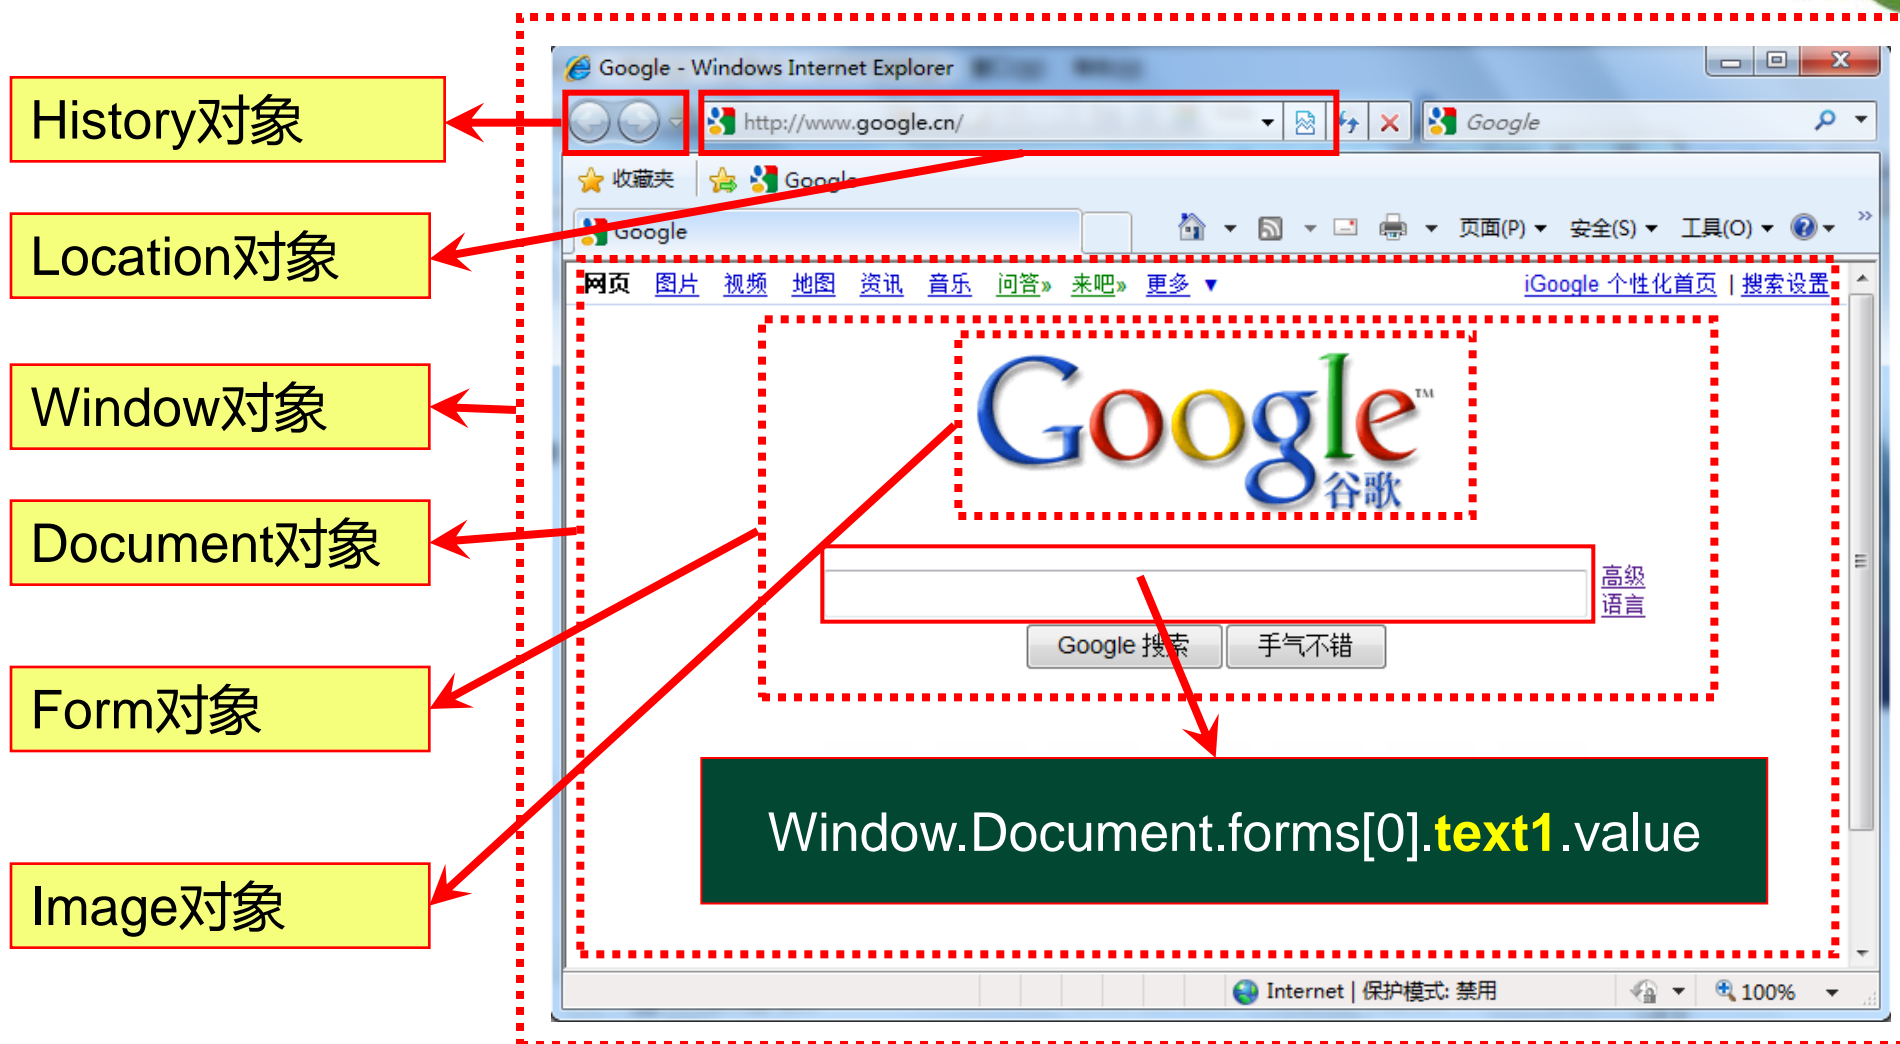 History对象
Location对象
Window对象
Document对象
Form对象
Image对象
Google - Windows Internet Explorer
http://www.google.cn/
Google
收藏夹
Google
Google
页面(P)
安全(S)
工具(O)
»
网页 图片 视频 地图 资讯 音乐 问答» 来吧» 更多 ▼
iGoogle 个性化首页 | 搜索设置
Google™
谷歌
高级
语言
Google 搜索
手气不错
Window.Document.forms[0].text1.value
Internet | 保护模式: 禁用
100%